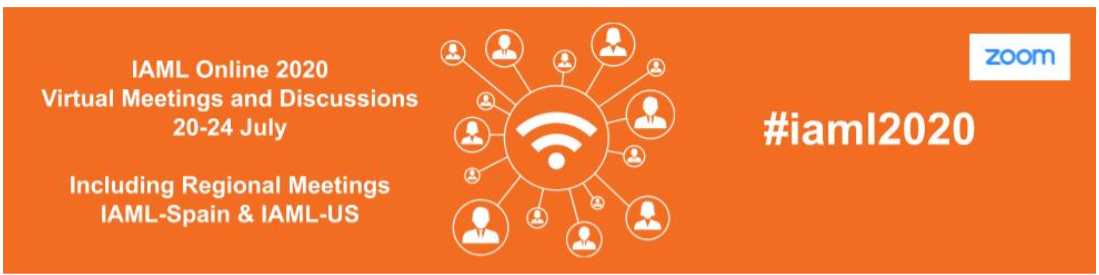 IAML Online 2020
Virtual Meetings and Discussions
20-24 July
Including Regional Meetings
IAML-Spain & IAML-US
zoom
#iaml2020